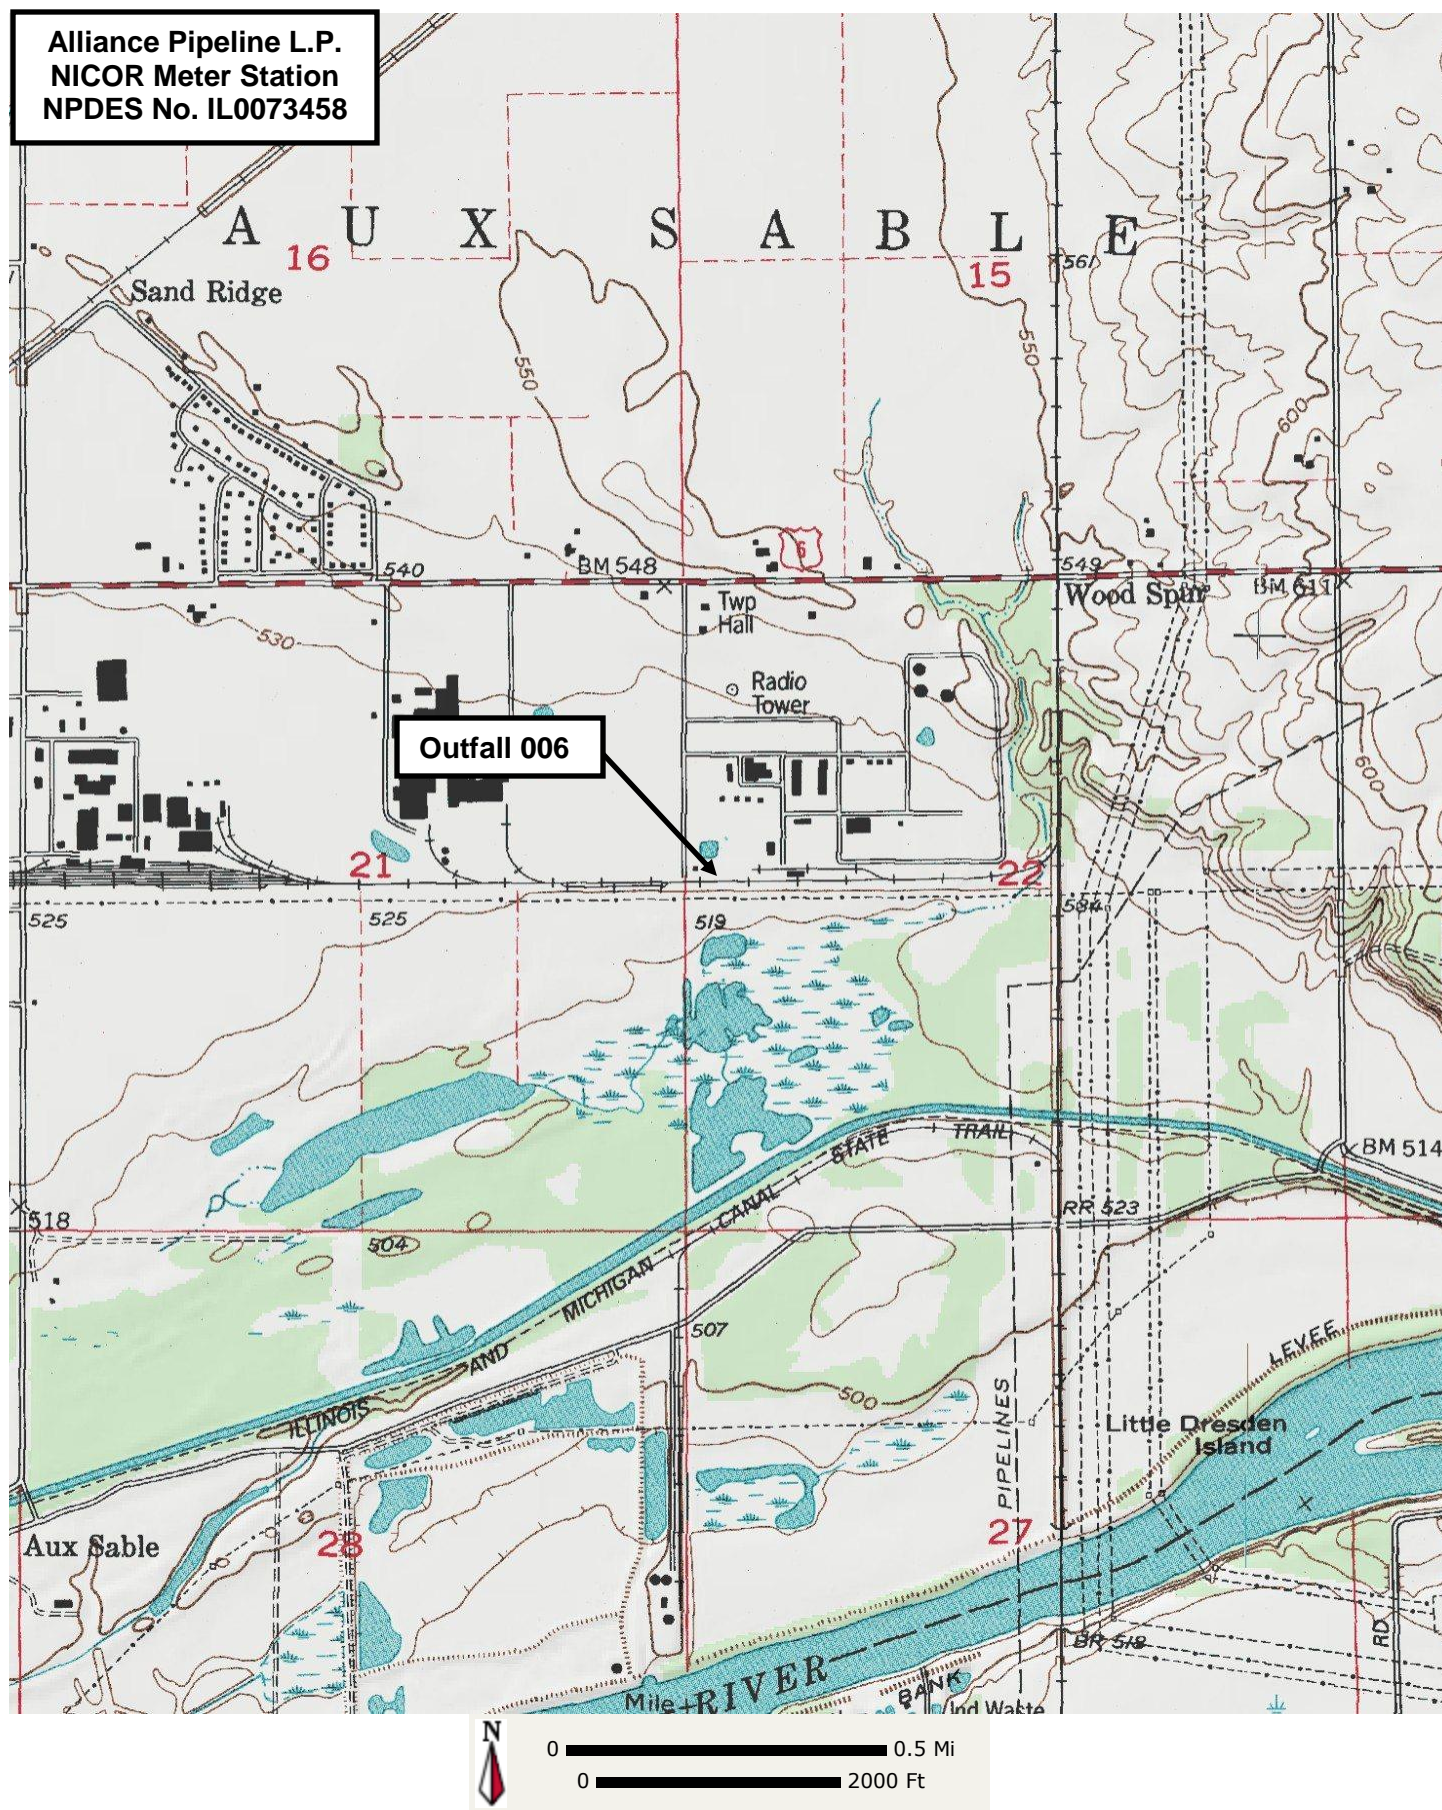 Alliance Pipeline L.P.
NICOR Meter Station
NPDES No. IL0073458
A U X S A B L E
16
15
561
Sand Ridge
550
550
600
6
540
BM 548
549
Wood Spur
BM 611
Twp
Hall
530
Radio
Tower
Outfall 006
600
21
22
525
525
519
584
STATE
TRAIL
BM 514
CANAL
RR 523
518
504
MICHIGAN
507
LEVEE
AND
500
PIPELINES
ILLINOIS
Little Dresden
Island
Aux Sable
28
27
BR 518
RD
RIVER
BANK
Mile
Ind Waste
N
0 0.5 Mi
0 2000 Ft